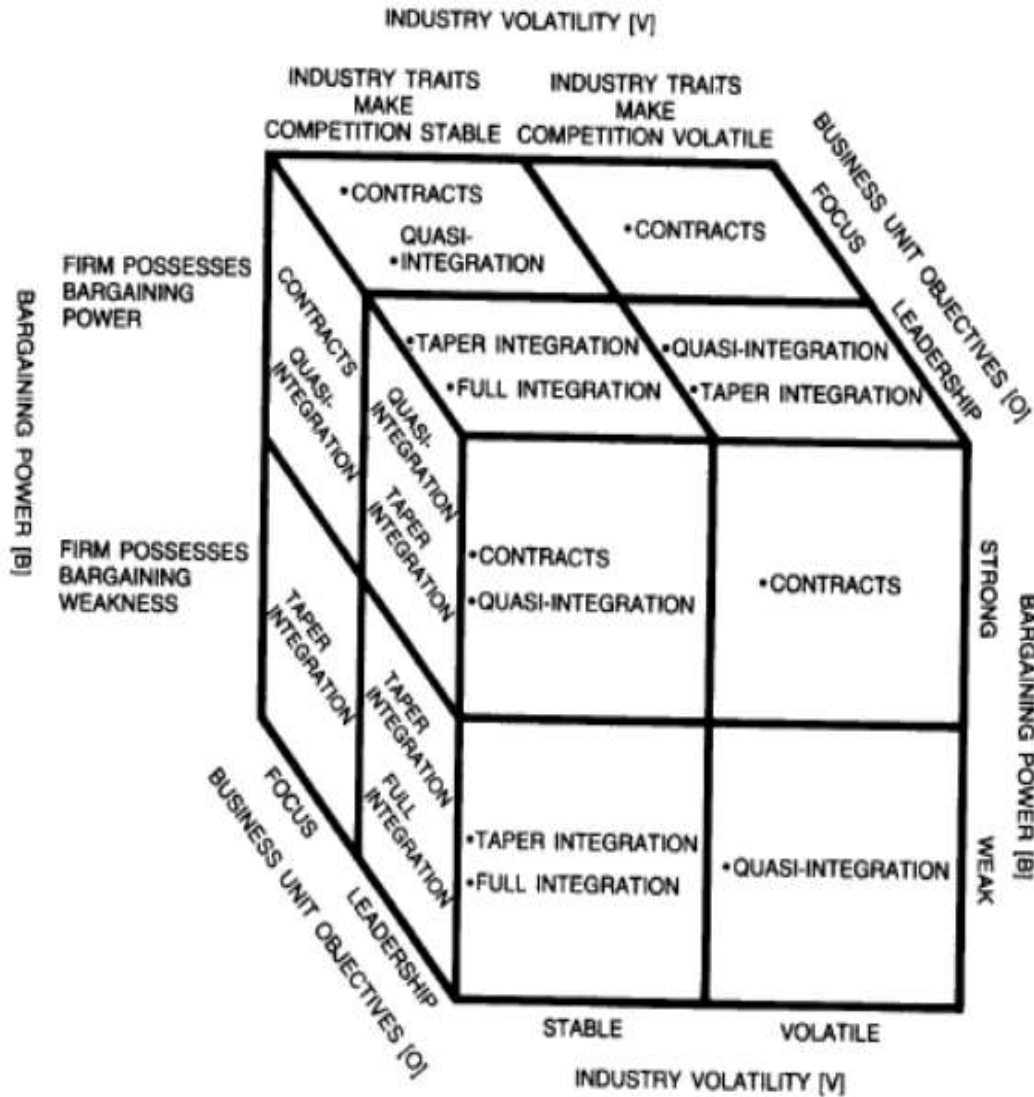 INDUSTRY VOLATILITY [V]
INDUSTRY TRAITS
MAKE
COMPETITION STABLE
INDUSTRY TRAITS
MAKE
COMPETITION VOLATILE
BUSINESS UNIT OBJECTIVES [O]
FOCUS
LEADERSHIP
•CONTRACTS
QUASI-
•INTEGRATION
•CONTRACTS
•TAPER INTEGRATION
•FULL INTEGRATION
•QUASI-INTEGRATION
•TAPER INTEGRATION
BARGAINING POWER [B]
FIRM POSSESSES
BARGAINING
POWER
FIRM POSSESSES
BARGAINING
WEAKNESS
CONTRACTS
QUASI-
INTEGRATION
QUASI-
INTEGRATION
TAPER
INTEGRATION
TAPER
INTEGRATION
TAPER
INTEGRATION
FULL
INTEGRATION
•CONTRACTS
•QUASI-INTEGRATION
•CONTRACTS
•TAPER INTEGRATION
•FULL INTEGRATION
•QUASI-INTEGRATION
STRONG
WEAK
BARGAINING POWER [B]
FOCUS
LEADERSHIP
BUSINESS UNIT OBJECTIVES [O]
STABLE
VOLATILE
INDUSTRY VOLATILITY [V]